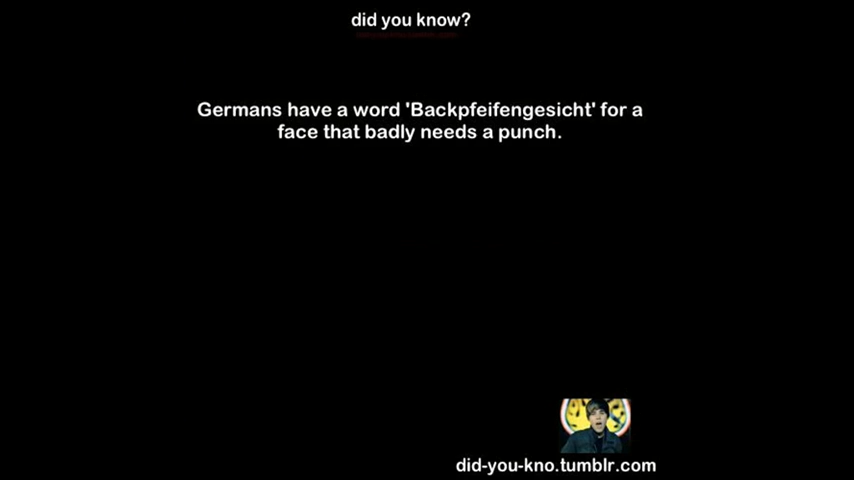 did you know?
Germans have a word 'Backpfeifengesicht' for a
face that badly needs a punch.
did-you-kno.tumblr.com